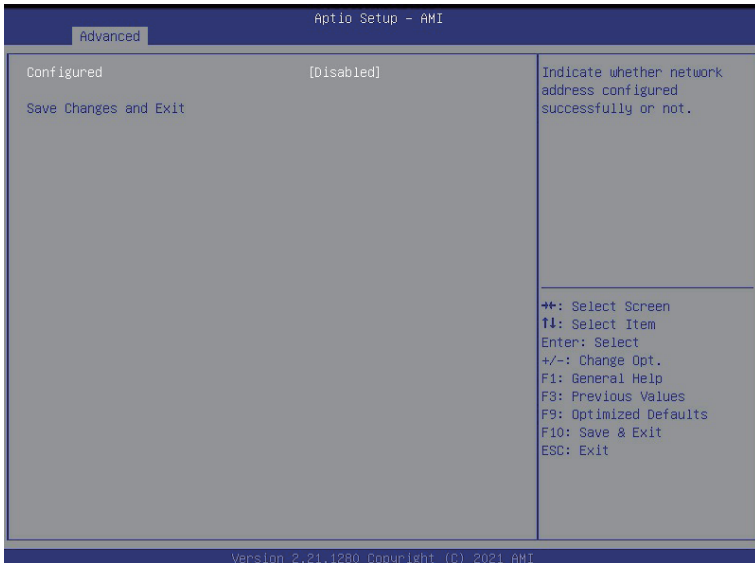 Aptio Setup – AMI
Advanced
Configured [Disabled]
Save Changes and Exit
Indicate whether network
address configured
successfully or not.
→←: Select Screen
↑↓: Select Item
Enter: Select
+/-: Change Opt.
F1: General Help
F3: Previous Values
F9: Optimized Defaults
F10: Save & Exit
ESC: Exit
Version 2.21.1280 Copyright (C) 2021 AMI